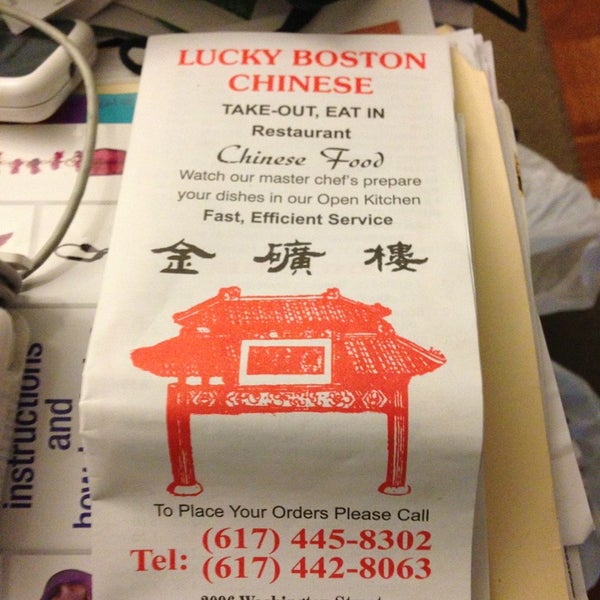 LUCKY BOSTON
CHINESE
TAKE-OUT, EAT IN
Restaurant
Chinese Food
Watch our master chef's prepare
your dishes in our Open Kitchen
Fast, Efficient Service
金 礦 樓
To Place Your Orders Please Call
Tel: (617) 445-8302
(617) 442-8063
instructions
and